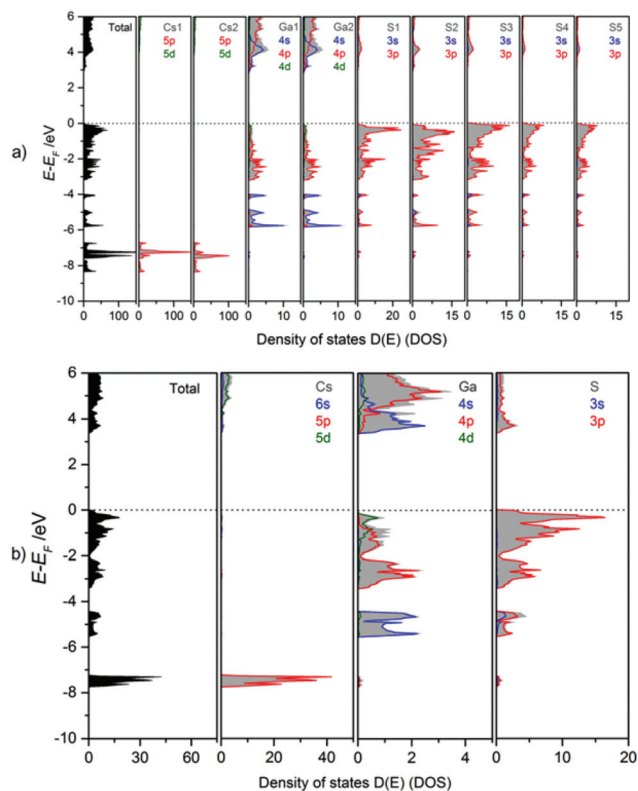 Total Cs1 Cs2 Ga1 Ga2 S1 S2 S3 S4 S5
5p 5p 4s 4s 3s 3s 3s 3s 3s
5d 5d 4p 4p 3p 3p 3p 3p 3p
4d 4d
6
4
2
0
-2
-4
-6
-8
-10
E-E_F /eV
a)
0 100 0 100 0 100 0 10 0 10 0 20 0 15 0 15 0 15 0 15
Density of states D(E) (DOS)
Total Cs Ga S
6s 4s 3s
5p 4p 3p
5d 4d
6
4
2
0
-2
-4
-6
-8
-10
E-E_F /eV
b)
0 30 60 0 20 40 0 2 4 0 5 10 15 20
Density of states D(E) (DOS)